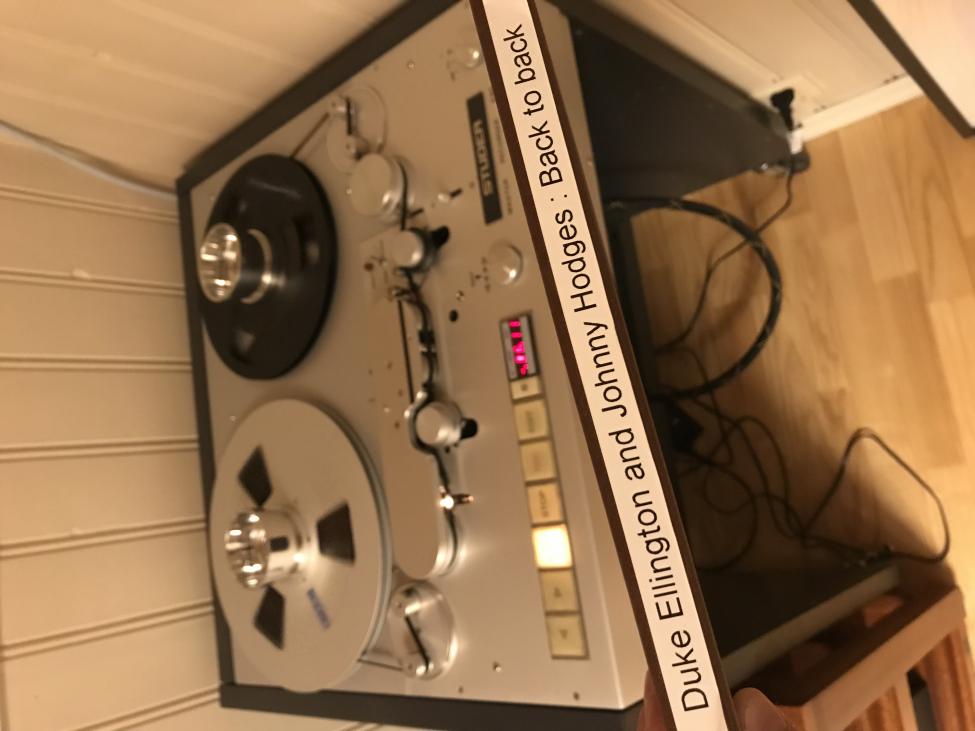 Duke Ellington and Johnny Hodges : Back to back
STUDER